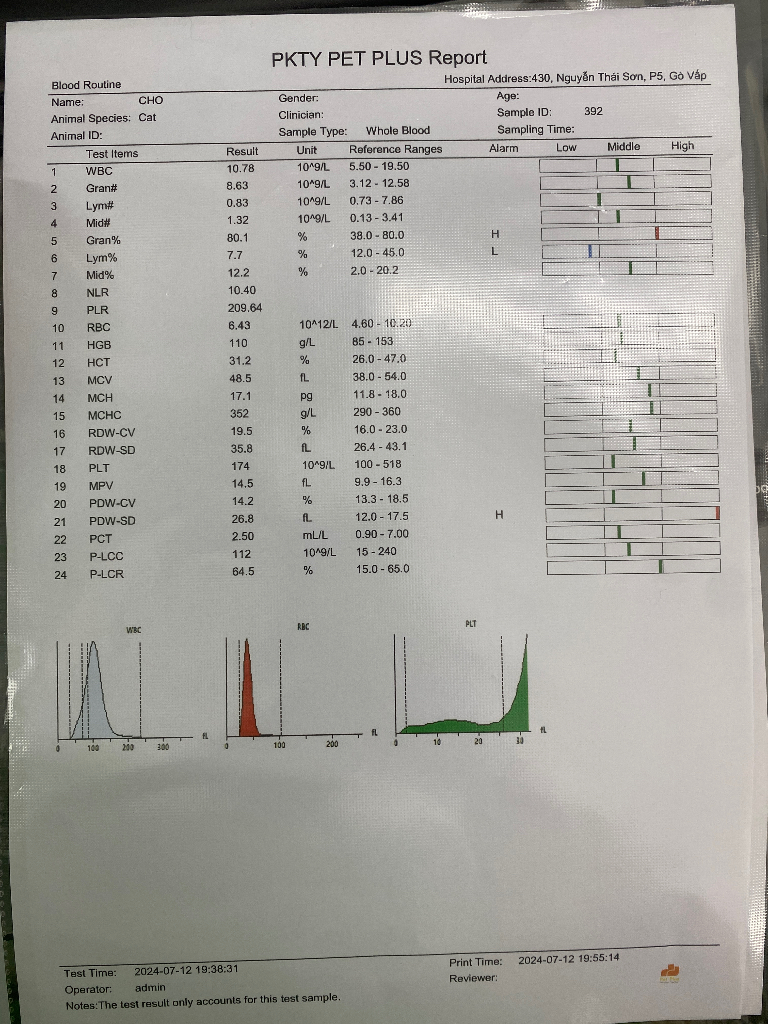 PKTY PET PLUS Report
Blood Routine Hospital Address:430, Nguyễn Thái Sơn, P5, Gò Vấp
Name: CHO Gender: Age:
Animal Species: Cat Clinician: Sample ID: 392
Animal ID: Sample Type: Whole Blood Sampling Time:
Test Items Result Unit Reference Ranges Alarm Low Middle High
1 WBC 10.78 10^9/L 5.50 - 19.50
2 Gran# 8.63 10^9/L 3.12 - 12.58
3 Lym# 0.83 10^9/L 0.73 - 7.86
4 Mid# 1.32 10^9/L 0.13 - 3.41
5 Gran% 80.1 % 38.0 - 80.0 H
6 Lym% 7.7 % 12.0 - 45.0 L
7 Mid% 12.2 % 2.0 - 20.2
8 NLR 10.40
9 PLR 209.64
10 RBC 6.43 10^12/L 4.60 - 10.20
11 HGB 110 g/L 85 - 153
12 HCT 31.2 % 26.0 - 47.0
13 MCV 48.5 fL 38.0 - 54.0
14 MCH 17.1 pg 11.8 - 18.0
15 MCHC 352 g/L 290 - 360
16 RDW-CV 19.5 % 16.0 - 23.0
17 RDW-SD 35.8 fL 26.4 - 43.1
18 PLT 174 10^9/L 100 - 518
19 MPV 14.5 fL 9.9 - 16.3
20 PDW-CV 14.2 % 13.3 - 18.5
21 PDW-SD 26.8 fL 12.0 - 17.5 H
22 PCT 2.50 mL/L 0.90 - 7.00
23 P-LCC 112 10^9/L 15 - 240
24 P-LCR 64.5 % 15.0 - 65.0
WBC RBC PLT
0 100 200 300 fL 0 100 200 fL 0 10 20 30 fL
Test Time: 2024-07-12 19:38:31 Print Time: 2024-07-12 19:55:14
Operator: admin Reviewer:
Notes:The test result only accounts for this test sample.